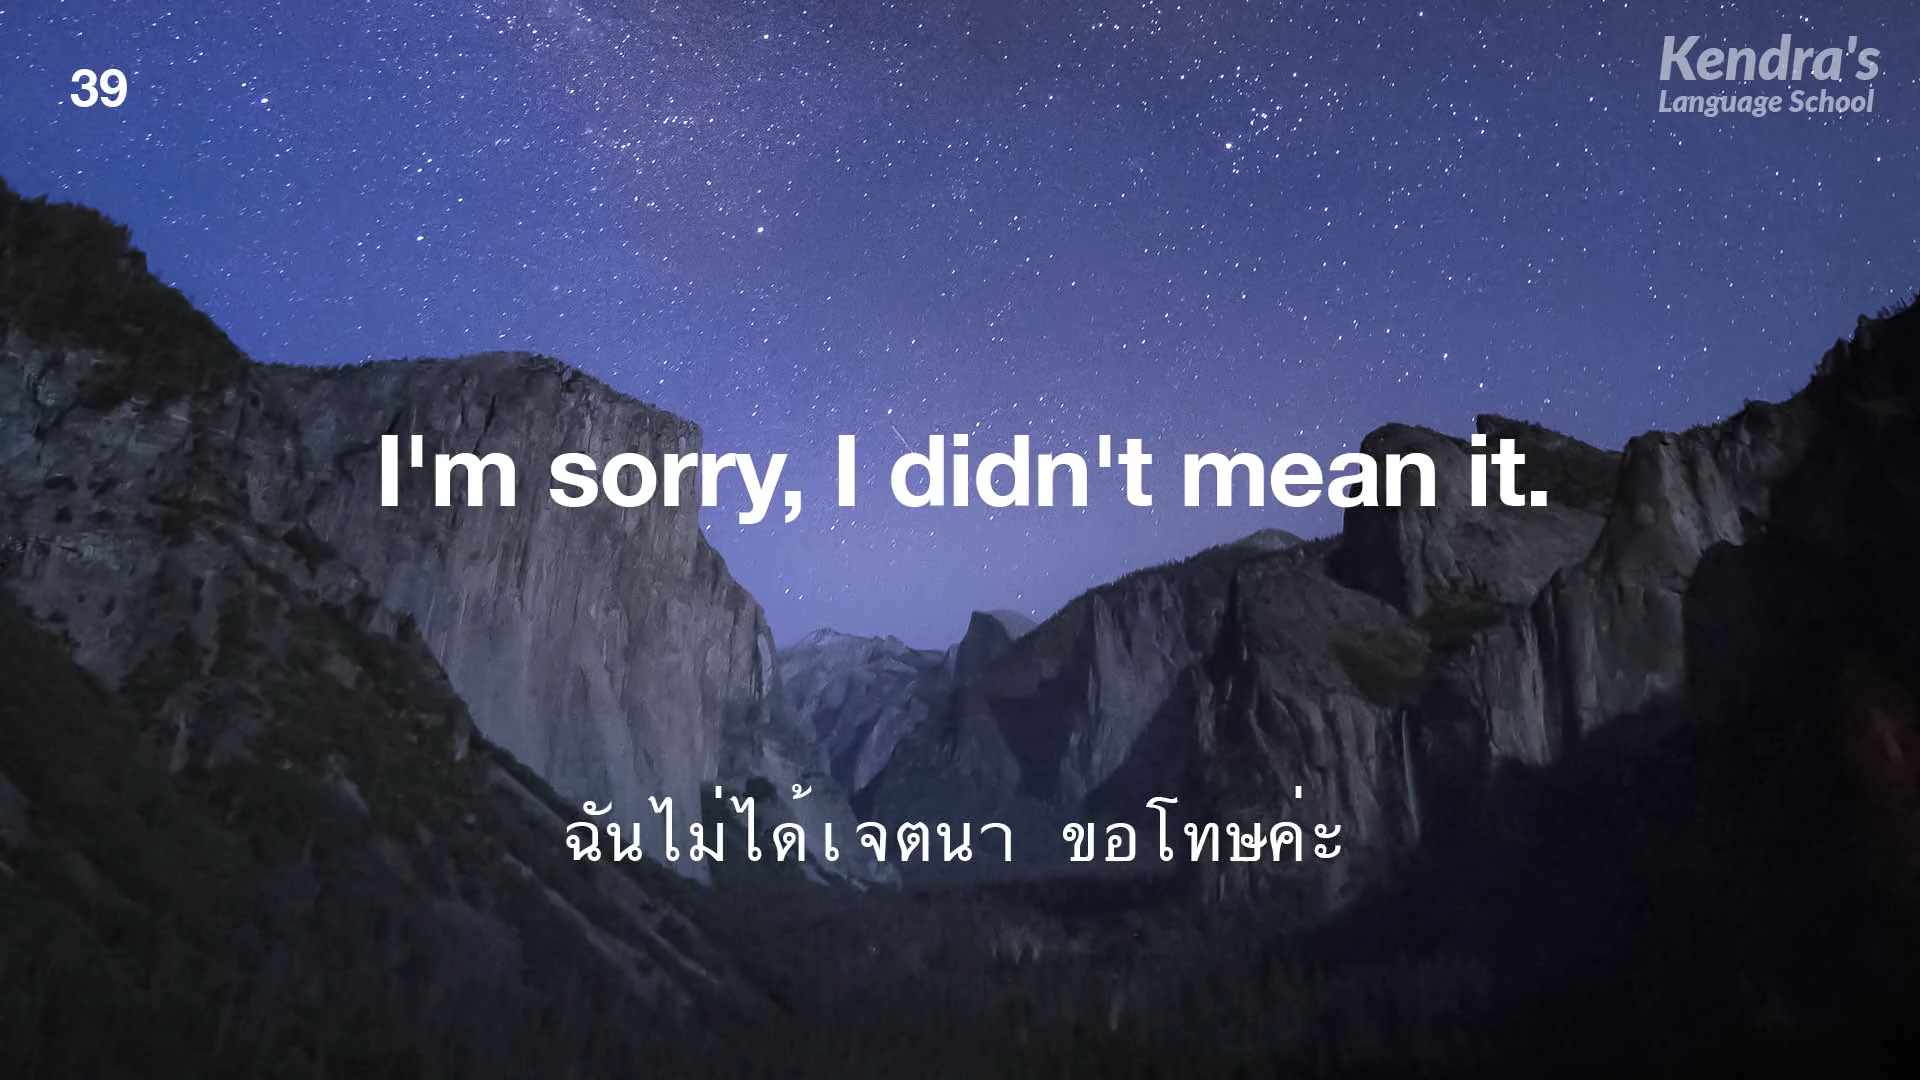 39
Kendra's
Language School
I'm sorry, I didn't mean it.
ฉันไม่ได้เจตนา ขอโทษค่ะ